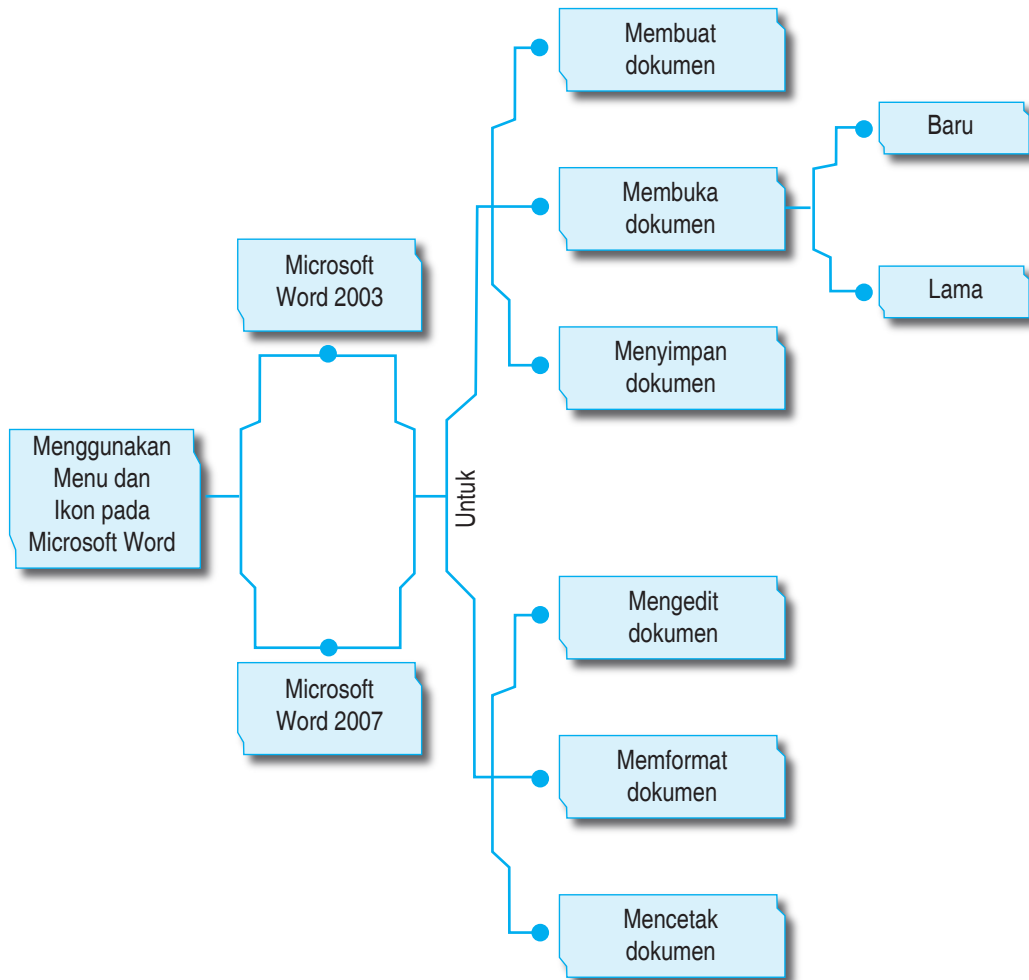 Membuat
dokumen
Baru
Membuka
dokumen
Microsoft
Word 2003
Lama
Menyimpan
dokumen
Menggunakan
Menu dan
Ikon pada
Microsoft Word
Untuk
Mengedit
dokumen
Microsoft
Word 2007
Memformat
dokumen
Mencetak
dokumen